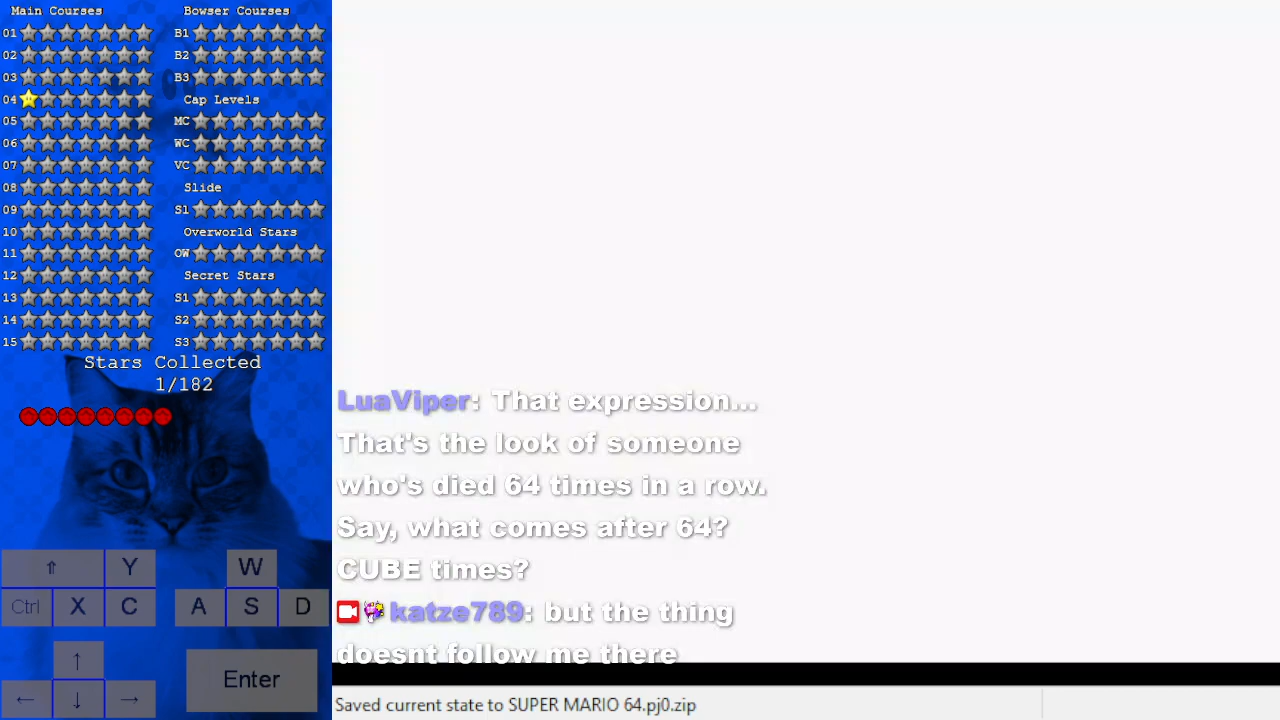 Main Courses
01
02
03
04
05
06
07
08
09
10
11
12
13
14
15
Bowser Courses
B1
B2
B3
Cap Levels
MC
WC
VC
Slide
S1
Overworld Stars
OW
Secret Stars
S1
S2
S3
Stars Collected
1/182
⇧ Y W
Ctrl X C A S D
↑ Enter
← ↓ →
LuaViper: That expression...
That's the look of someone
who's died 64 times in a row.
Say, what comes after 64?
CUBE times?
katze789: but the thing
doesnt follow me there
Saved current state to SUPER MARIO 64.pj0.zip